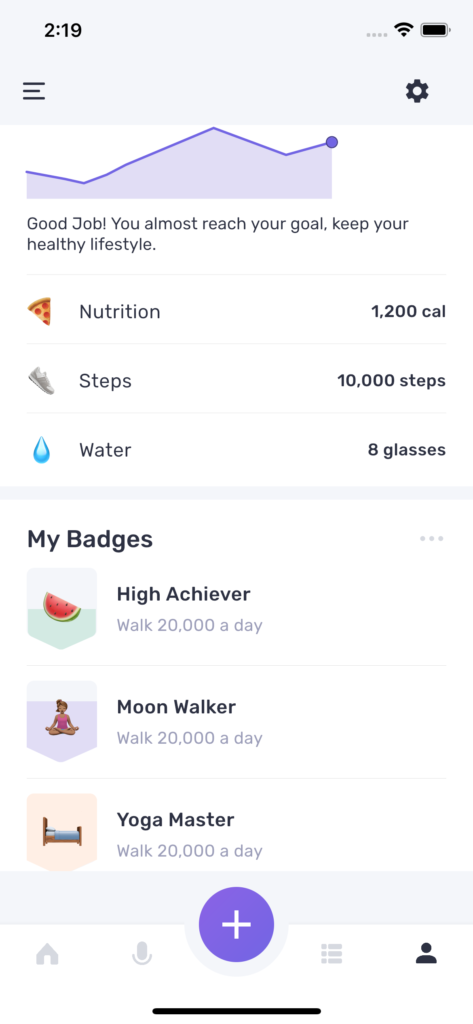 2:19
Good Job! You almost reach your goal, keep your
healthy lifestyle.
Nutrition 1,200 cal
Steps 10,000 steps
Water 8 glasses
My Badges
High Achiever
Walk 20,000 a day
Moon Walker
Walk 20,000 a day
Yoga Master
Walk 20,000 a day